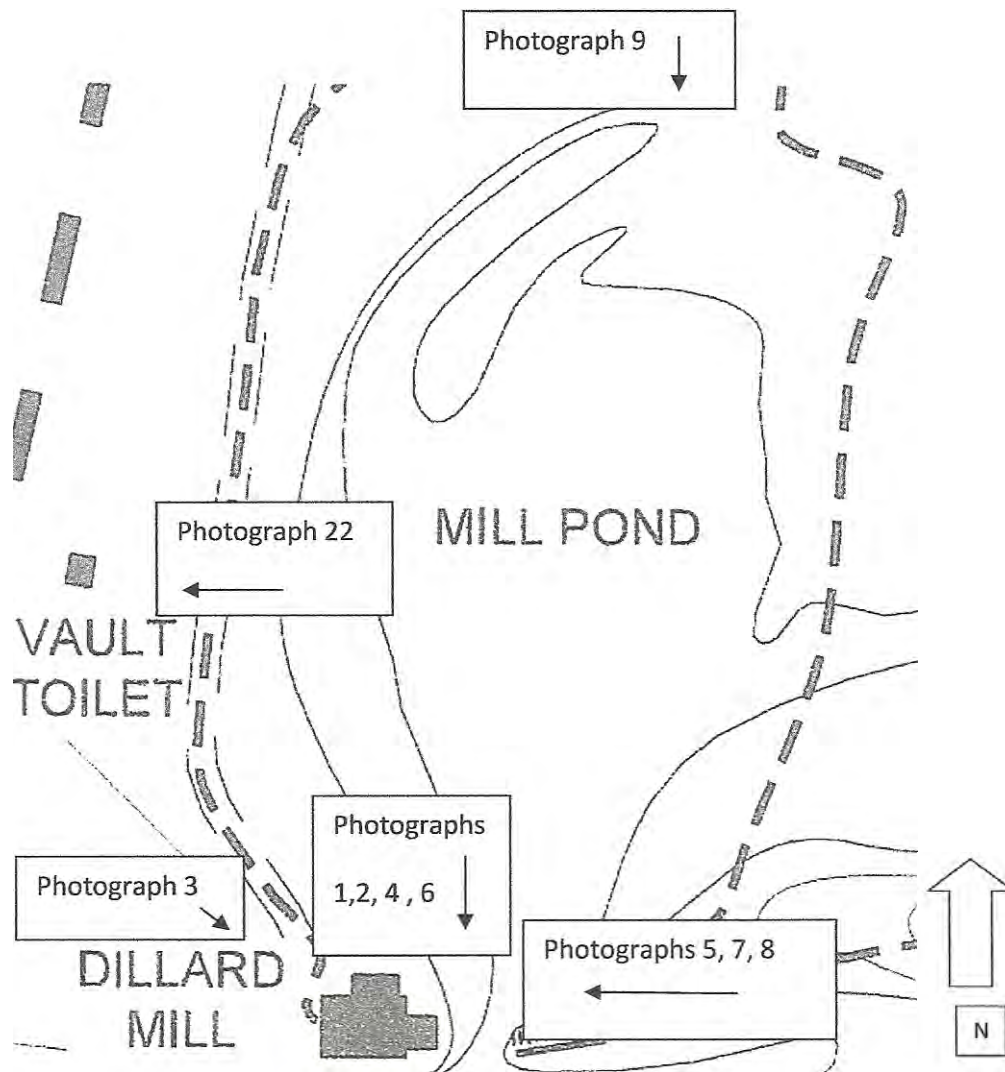 Photograph 9
Photograph 22
MILL POND
VAULT
TOILET
Photographs
1,2, 4 , 6
Photograph 3
Photographs 5, 7, 8
DILLARD
MILL
N